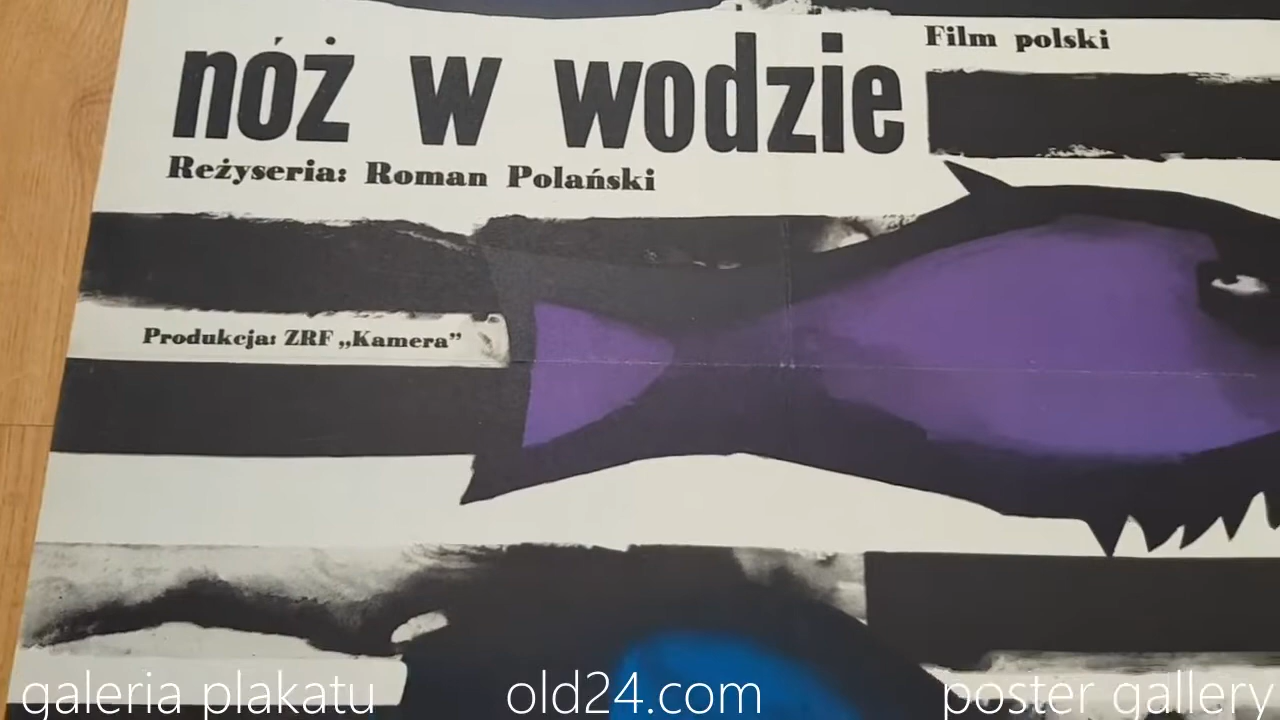 Film polski
nóż w wodzie
Reżyseria: Roman Polański
Produkcja: ZRF „Kamera”
galeria plakatu old24.com poster gallery